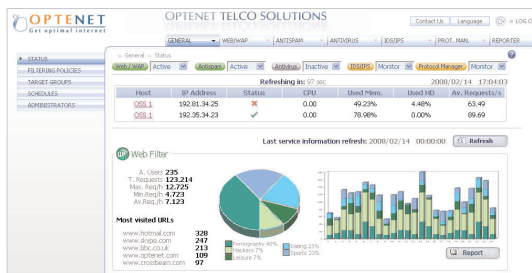 OPTENET
Get optimal internet
OPTENET TELCO SOLUTIONS
Contact Us | Language
LOG O
GENERAL WEB/WAP ANTISPAM ANTIVIRUS IDS/IPS PROT. MAN. REPORTER
STATUS
FILTERING POLICIES
TARGET GROUPS
SCHEDULES
ADMINISTRATORS
General » Status
Web / WAP Active Antispam Active Antivirus Inactive IDS/IPS Monitor Protocol Manager Monitor
Refreshing in: 97 sec 2008/02/14 17:04:03
Host IP Address Status CPU Used Mem. Used HD Av. Requests/s
OSS 1 192.81.34.25 0.00 49.23% 4.48% 63.49
OSS 1 192.35.34.23 0.00 78.98% 0.00% 89.69
Last service information refresh: 2008/02/14 00:00:00 Refresh
Web Filter
A. Users 235
T. Requests 123.214
Max. Req/h 12.725
Min.Req/h 4.723
Av.Req./h 7.123
Most visited URLs
www.hotmail.com 328
www.skype.com 247
www.bbc.co.uk 213
www.optenet.com 109
www.crossbeam.com 97
Pornography 40%
Hackers 7%
Leisure 7%
Dating 23%
Sports 23%
Report